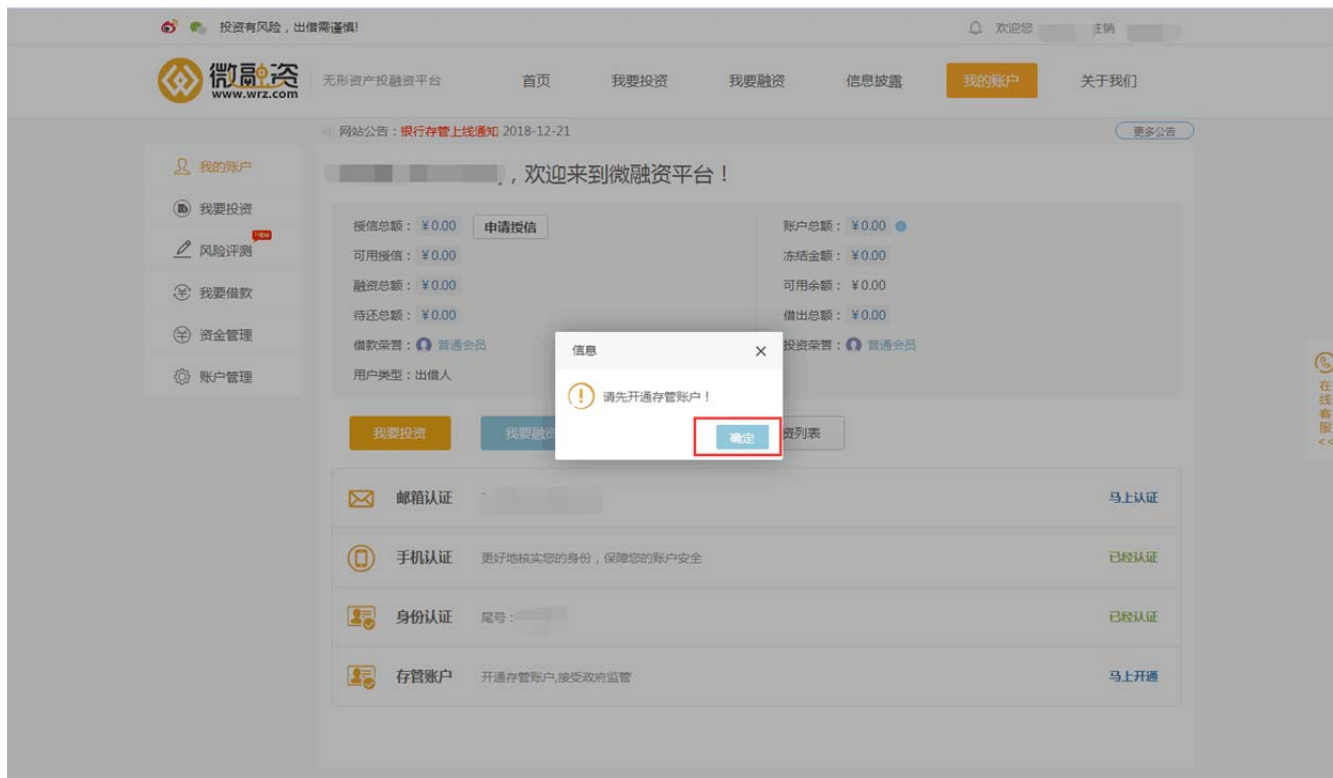 投资有风险，出借需谨慎!
欢迎您
注销
微融资
www.wrz.com
无形资产投融资平台
首页
我要投资
我要融资
信息披露
我的账户
关于我们
网站公告：银行存管上线通知 2018-12-21
更多公告
我的账户
我要投资
风险评测
NEW
我要借款
资金管理
账户管理
，欢迎来到微融资平台！
授信总额：¥0.00 申请授信
账户总额：¥0.00
可用授信：¥0.00
冻结金额：¥0.00
融资总额：¥0.00
可用余额：¥0.00
待还总额：¥0.00
借出总额：¥0.00
借款荣誉： 普通会员
投资荣誉： 普通会员
用户类型：出借人
信息
请先开通存管账户！
确定
我要投资
我要融资
资列表
邮箱认证
马上认证
手机认证 更好地核实您的身份，保障您的账户安全
已经认证
身份认证 尾号：
已经认证
存管账户 开通存管账户,接受政府监管
马上开通
在线客服
<<